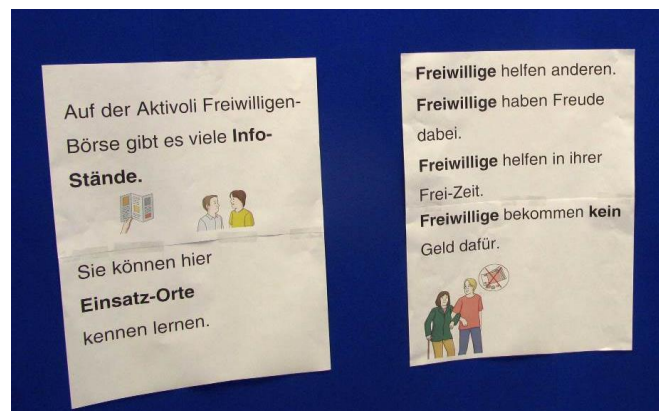 Auf der Aktivoli Freiwilligen-
Börse gibt es viele Info-
Stände.
Sie können hier
Einsatz-Orte
kennen lernen.
Freiwillige helfen anderen.
Freiwillige haben Freude
dabei.
Freiwillige helfen in ihrer
Frei-Zeit.
Freiwillige bekommen kein
Geld dafür.